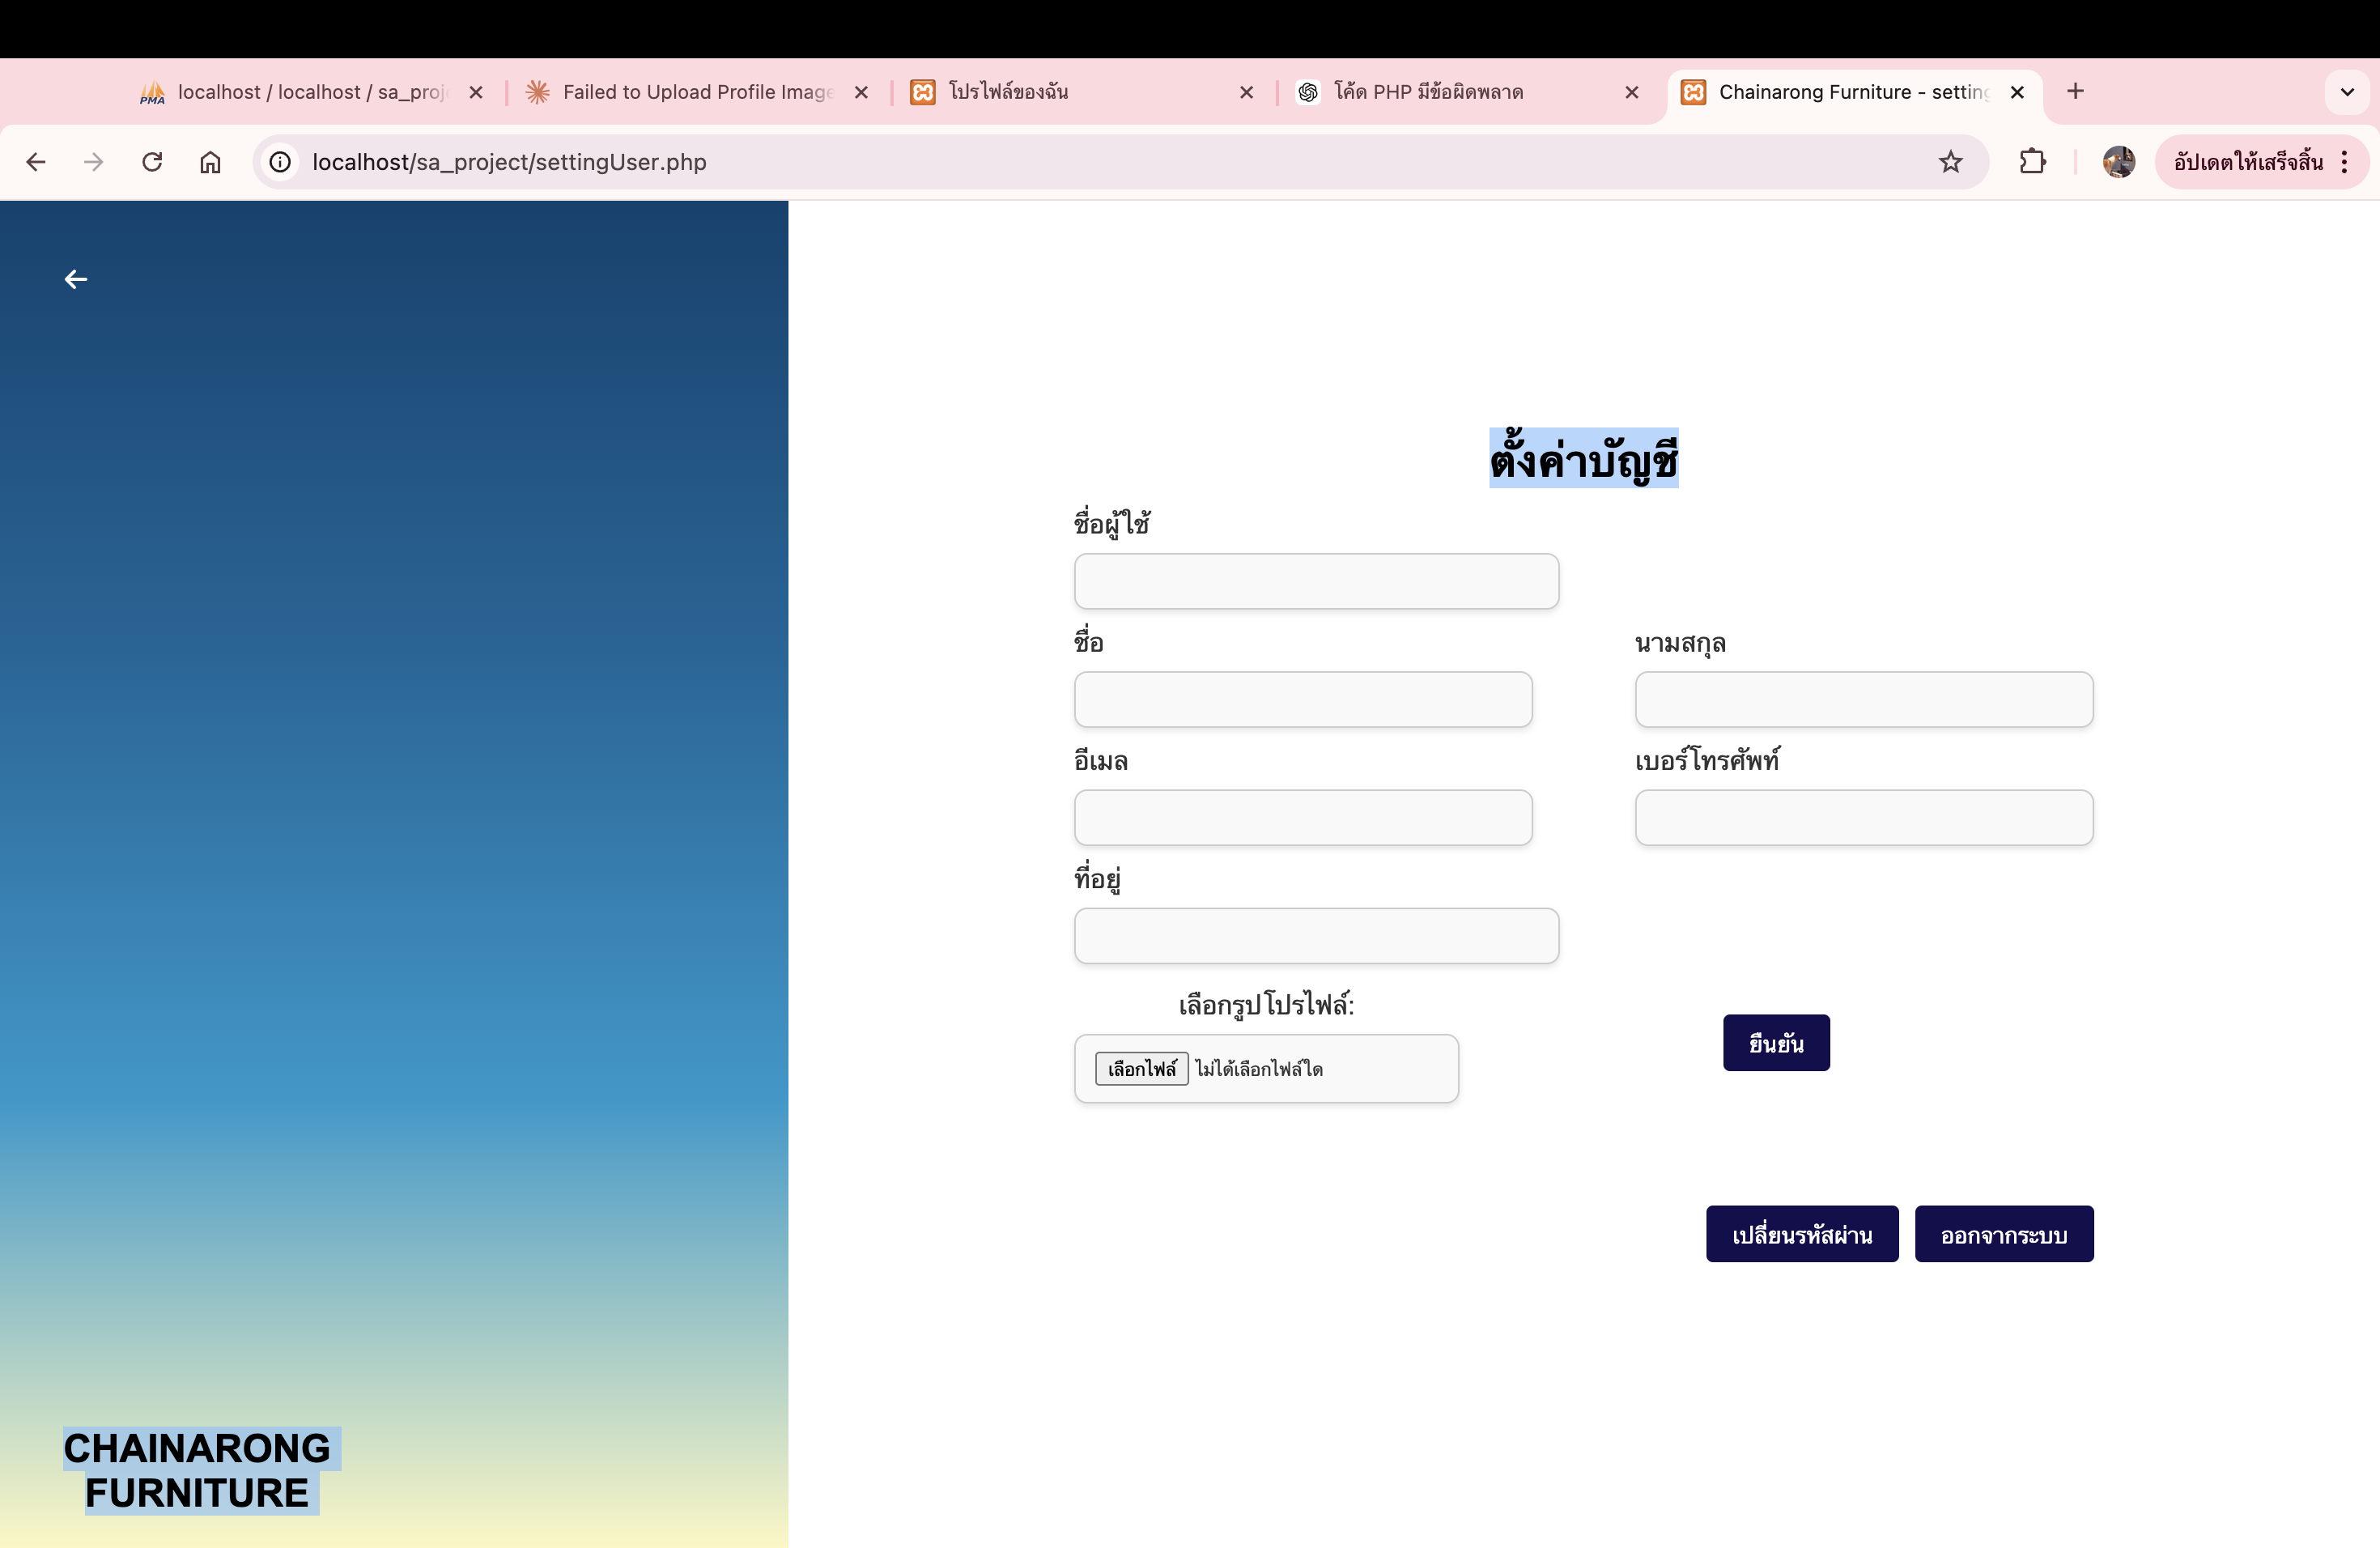 localhost / localhost / sa_proj
Failed to Upload Profile Image
โปรไฟล์ของฉัน
โค้ด PHP มีข้อผิดพลาด
Chainarong Furniture - setting
localhost/sa_project/settingUser.php
อัปเดตให้เสร็จสิ้น
ตั้งค่าบัญชี
ชื่อผู้ใช้
ชื่อ
นามสกุล
อีเมล
เบอร์โทรศัพท์
ที่อยู่
เลือกรูปโปรไฟล์:
เลือกไฟล์ ไม่ได้เลือกไฟล์ใด
ยืนยัน
เปลี่ยนรหัสผ่าน
ออกจากระบบ
CHAINARONG
FURNITURE